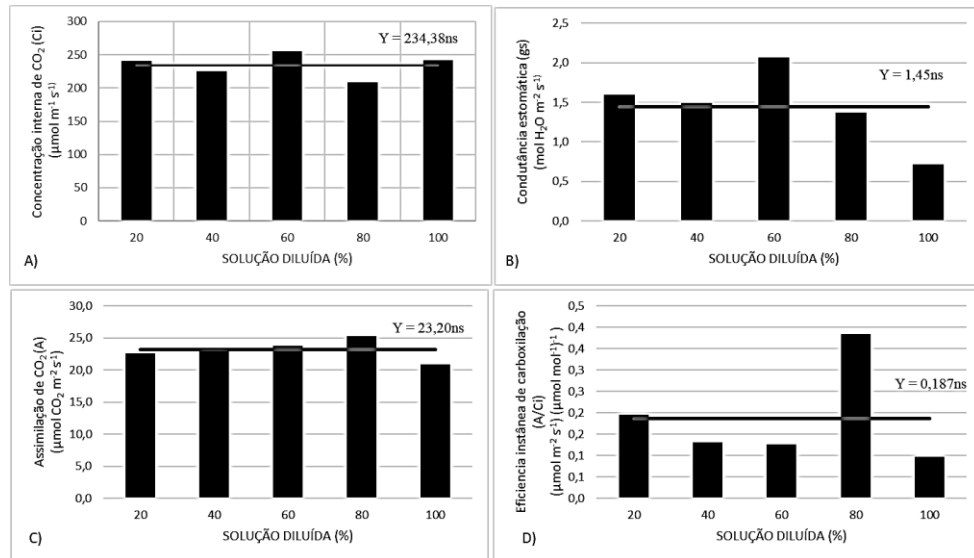 Concentração interna de CO₂ (Ci)
(µmol m⁻¹ s⁻¹)
300
250
200
150
100
50
0
Y = 234,38ns
20 40 60 80 100
A) SOLUÇÃO DILUÍDA (%)
Condutância estomática (gs)
(mol H₂O m⁻² s⁻¹)
2,5
2,0
1,5
1,0
0,5
0,0
Y = 1,45ns
20 40 60 80 100
B) SOLUÇÃO DILUÍDA (%)
Assimilação de CO₂ (A)
(µmol CO₂ m⁻² s⁻¹)
30,0
25,0
20,0
15,0
10,0
5,0
0,0
Y = 23,20ns
20 40 60 80 100
C) SOLUÇÃO DILUÍDA (%)
Eficiencia instânea de carboxilação
(A/Ci)
(µmol m⁻² s⁻¹) (µmol mol⁻¹)⁻¹
0,5
0,4
0,4
0,3
0,3
0,2
0,2
0,1
0,1
0,0
Y = 0,187ns
20 40 60 80 100
D) SOLUÇÃO DILUÍDA (%)